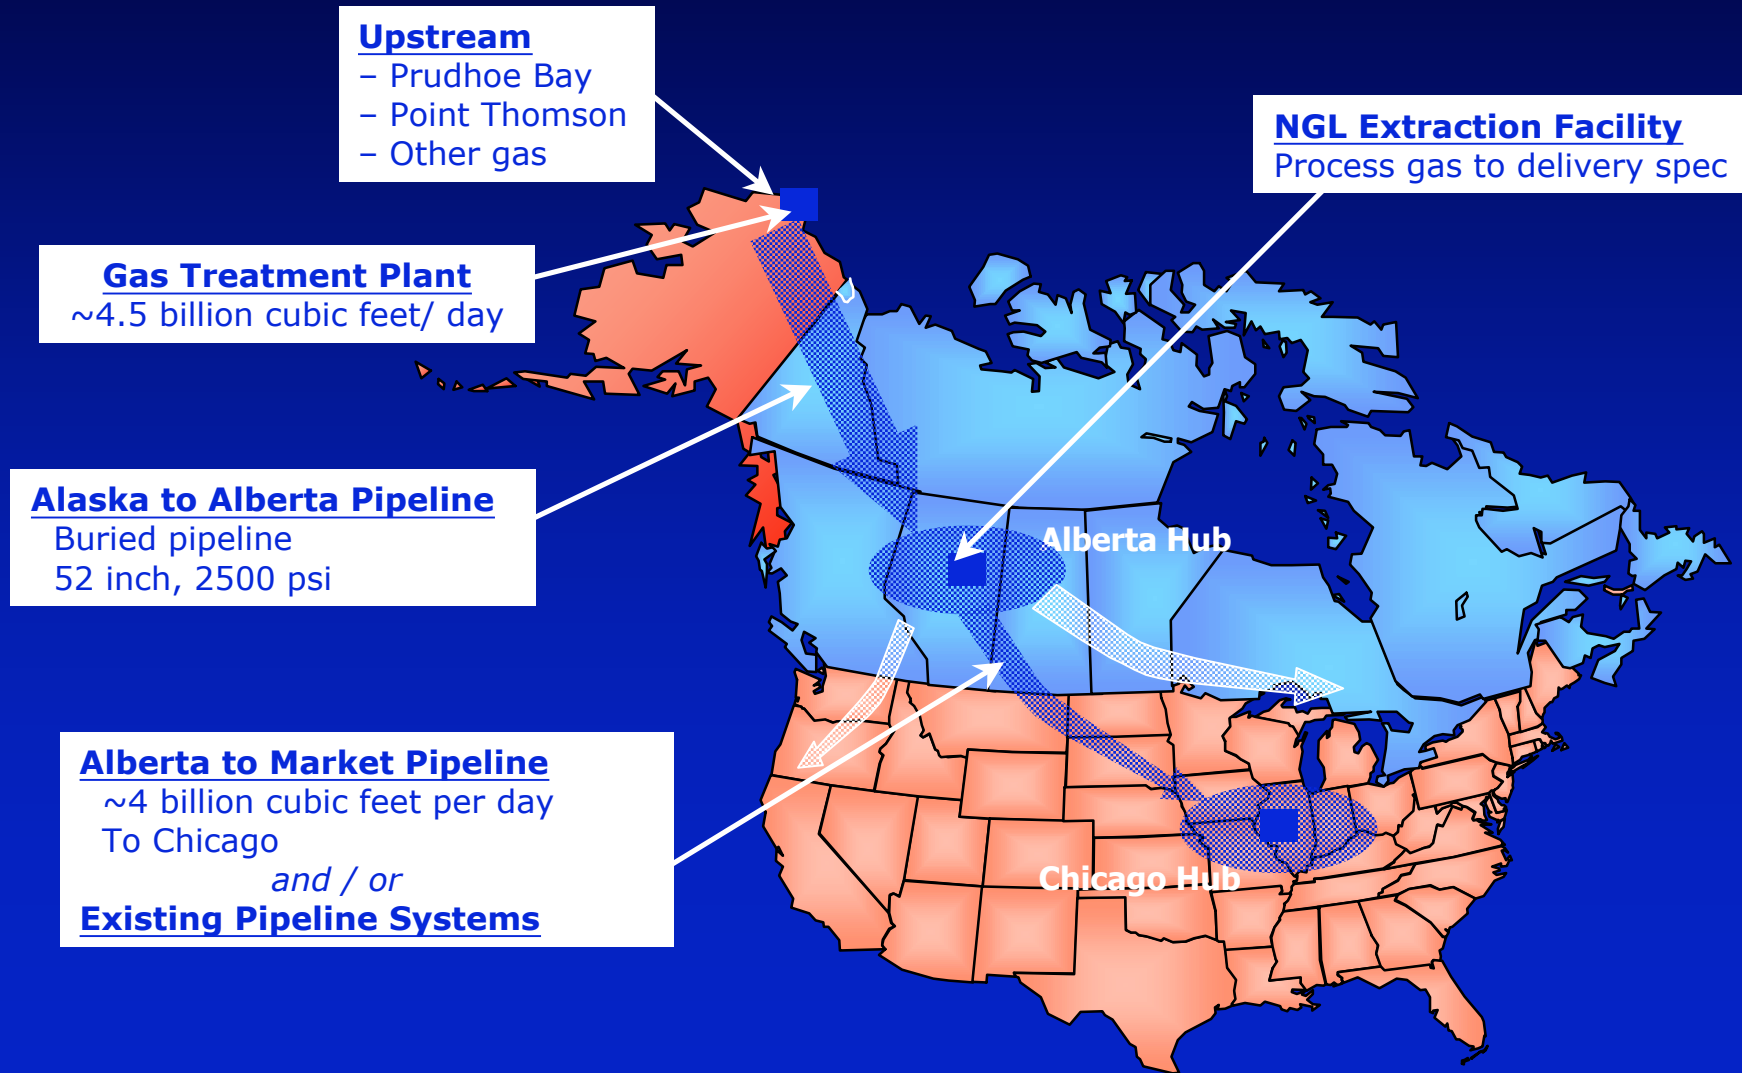 Upstream
– Prudhoe Bay
– Point Thomson
– Other gas
NGL Extraction Facility
Process gas to delivery spec
Gas Treatment Plant
~4.5 billion cubic feet/ day
Alaska to Alberta Pipeline
Buried pipeline
52 inch, 2500 psi
Alberta Hub
Alberta to Market Pipeline
~4 billion cubic feet per day
To Chicago
and / or
Existing Pipeline Systems
Chicago Hub